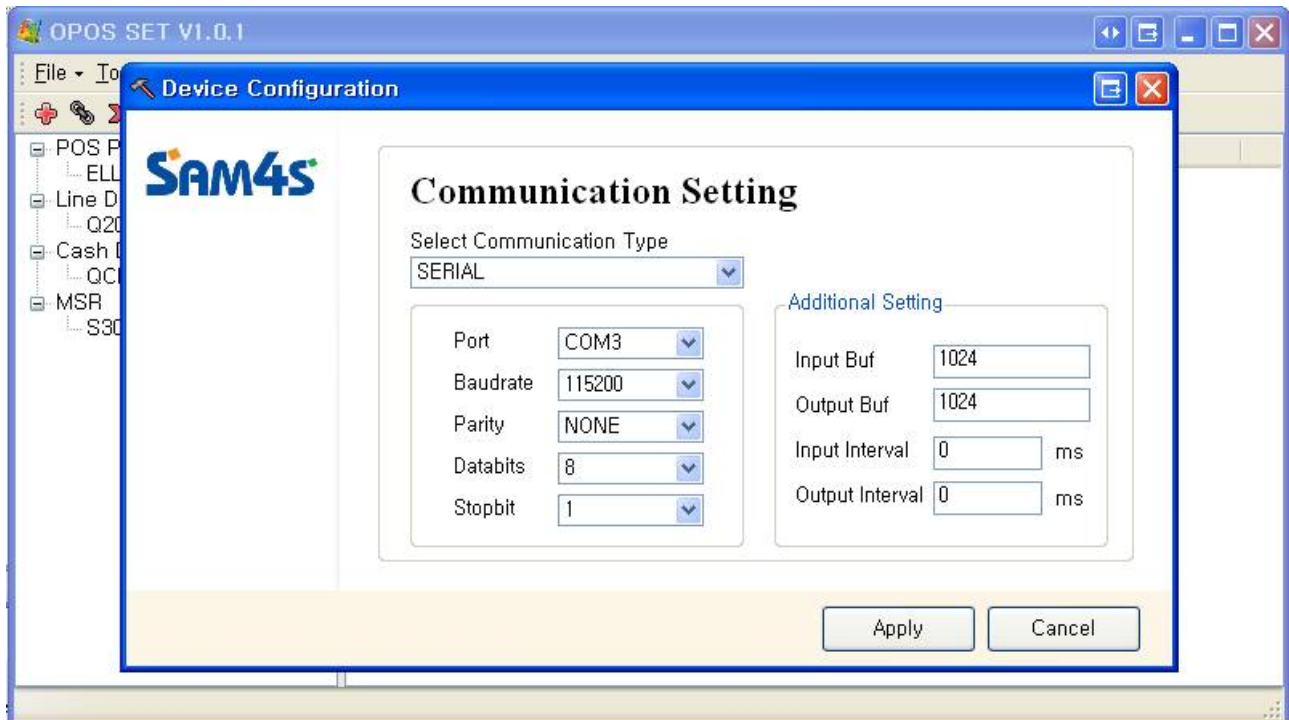 OPOS SET V1.0.1
File
Device Configuration
POS P
ELL
Line D
Q20
Cash
MSR
S30
SAM4S
Communication Setting
Select Communication Type
SERIAL
Port COM3
Baudrate 115200
Parity NONE
Databits 8
Stopbit 1
Additional Setting
Input Buf 1024
Output Buf 1024
Input Interval 0 ms
Output Interval 0 ms
Apply Cancel